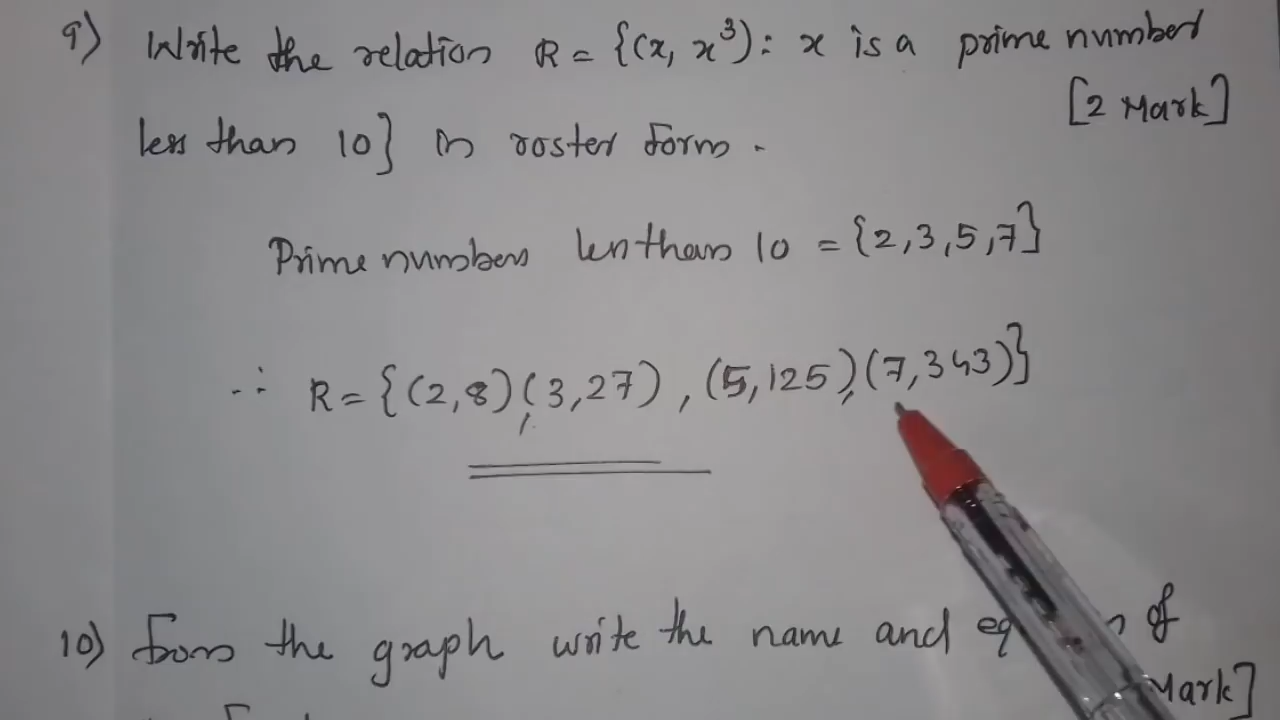 9) Write the relation R = {(x, x³) : x is a prime number
[2 Mark]
less than 10} in roster form.
Prime numbers less than 10 = {2, 3, 5, 7}
∴ R = {(2, 8), (3, 27), (5, 125), (7, 343)}
10) From the graph write the name and of
Mark]